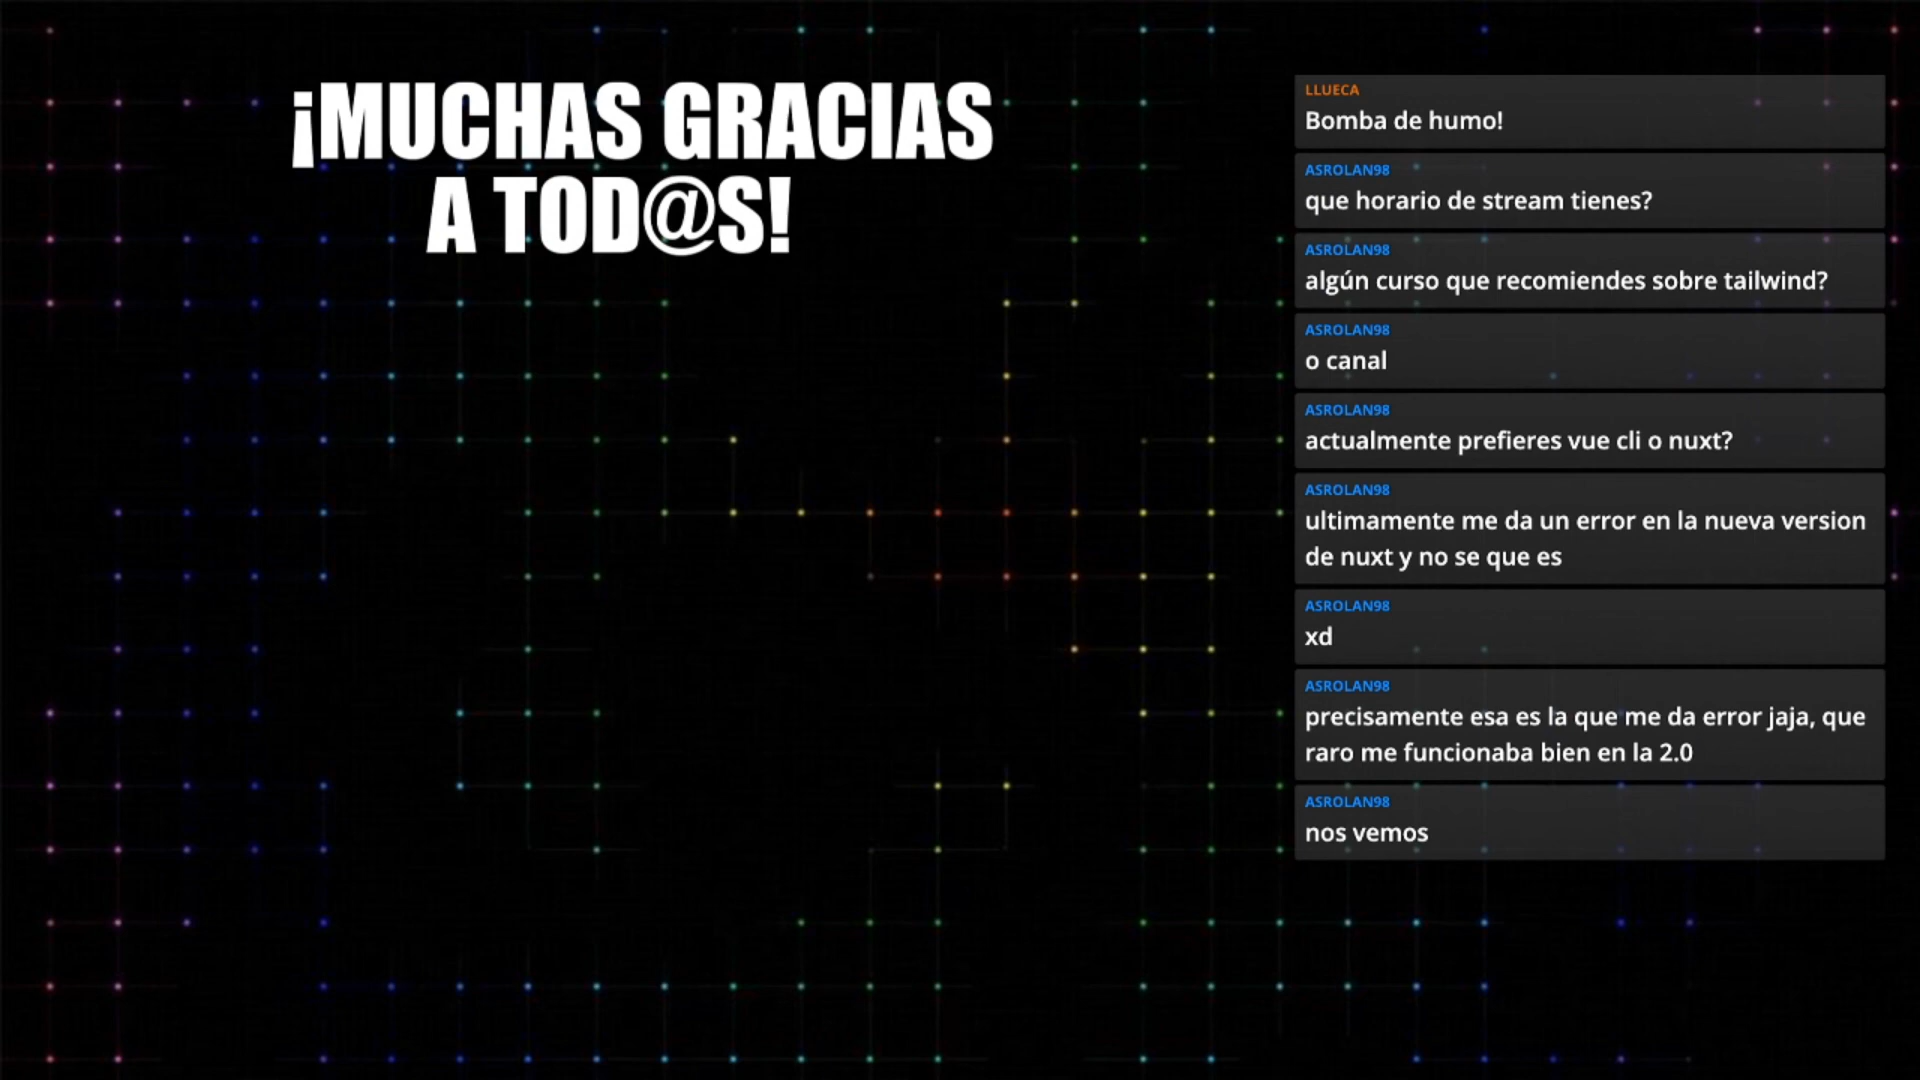 ¡MUCHAS GRACIAS
A TOD@S!
LLUECA
Bomba de humo!
ASROLAN98
que horario de stream tienes?
ASROLAN98
algún curso que recomiendes sobre tailwind?
ASROLAN98
o canal
ASROLAN98
actualmente prefieres vue cli o nuxt?
ASROLAN98
ultimamente me da un error en la nueva version
de nuxt y no se que es
ASROLAN98
xd
ASROLAN98
precisamente esa es la que me da error jaja, que
raro me funcionaba bien en la 2.0
ASROLAN98
nos vemos